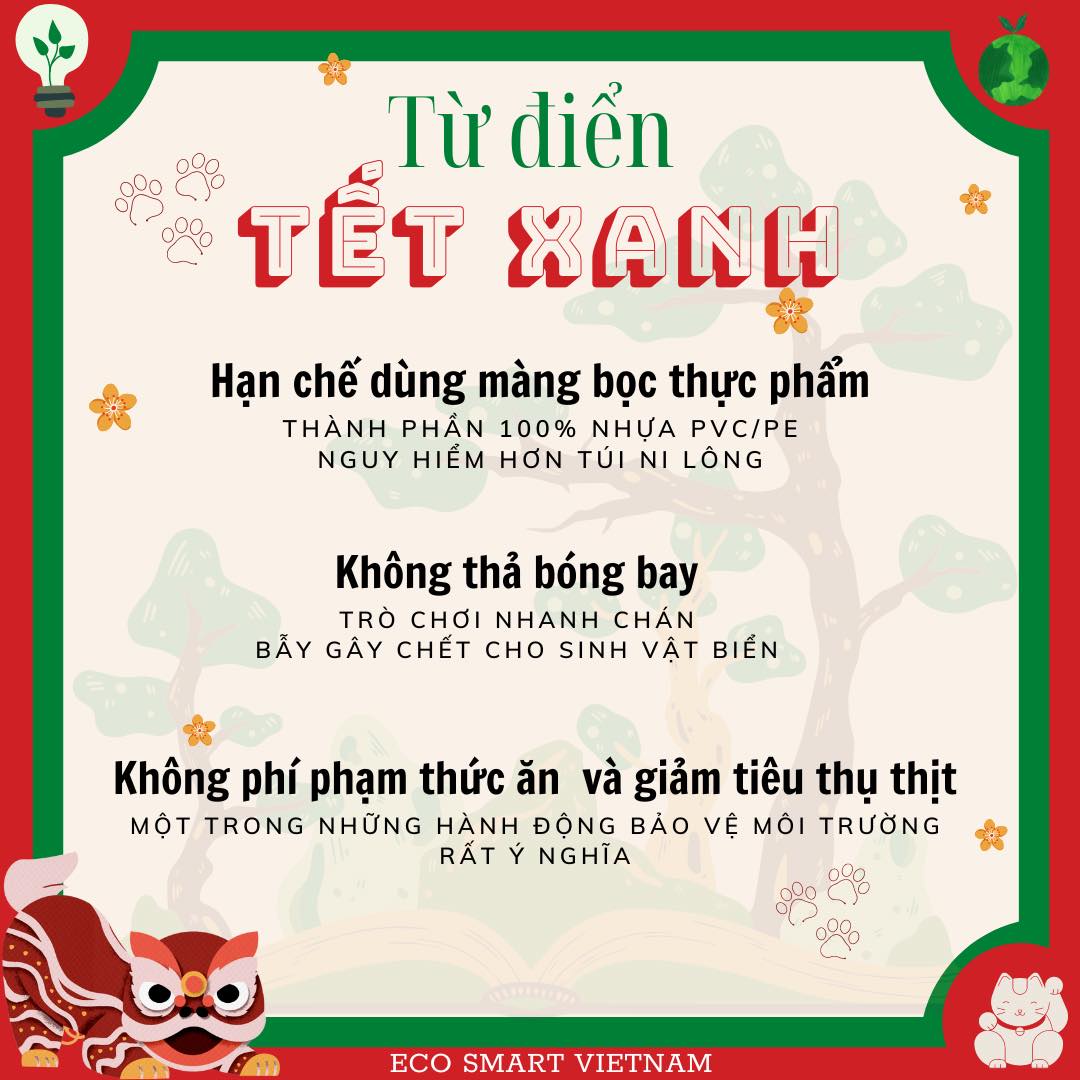 Từ điển
TẾT XANH
Hạn chế dùng màng bọc thực phẩm
THÀNH PHẦN 100% NHỰA PVC/PE
NGUY HIỂM HƠN TÚI NI LÔNG
Không thả bóng bay
TRÒ CHƠI NHANH CHÁN
BẪY GÂY CHẾT CHO SINH VẬT BIỂN
Không phí phạm thức ăn và giảm tiêu thụ thịt
MỘT TRONG NHỮNG HÀNH ĐỘNG BẢO VỆ MÔI TRƯỜNG
RẤT Ý NGHĨA
ECO SMART VIETNAM